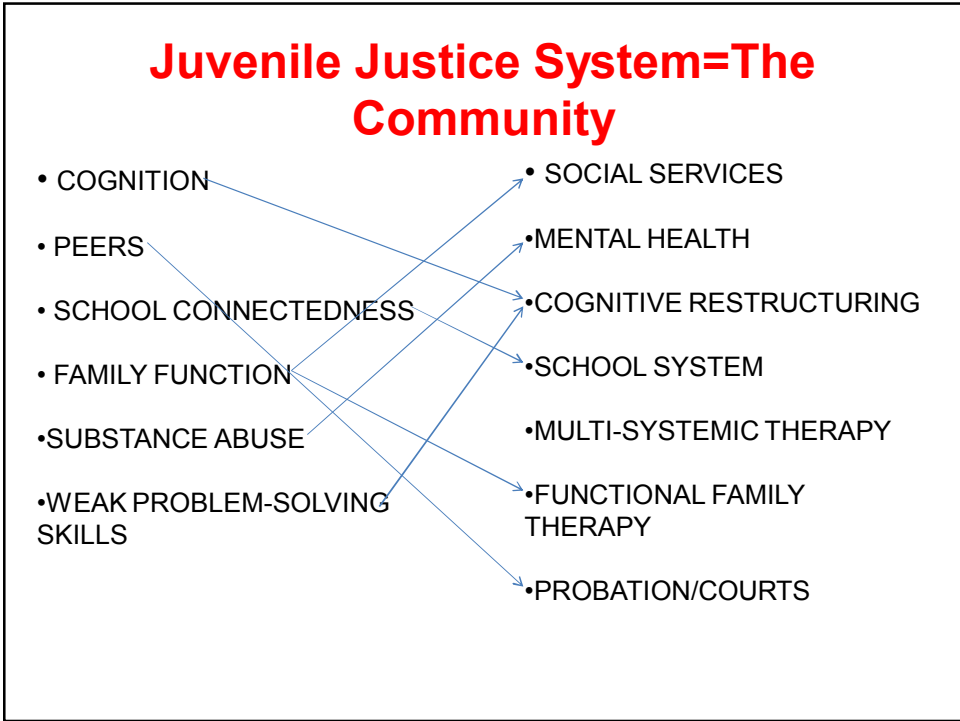 Juvenile Justice System=The
Community
• COGNITION
• PEERS
• SCHOOL CONNECTEDNESS
• FAMILY FUNCTION
•SUBSTANCE ABUSE
•WEAK PROBLEM-SOLVING
SKILLS
• SOCIAL SERVICES
•MENTAL HEALTH
•COGNITIVE RESTRUCTURING
•SCHOOL SYSTEM
•MULTI-SYSTEMIC THERAPY
•FUNCTIONAL FAMILY
THERAPY
•PROBATION/COURTS